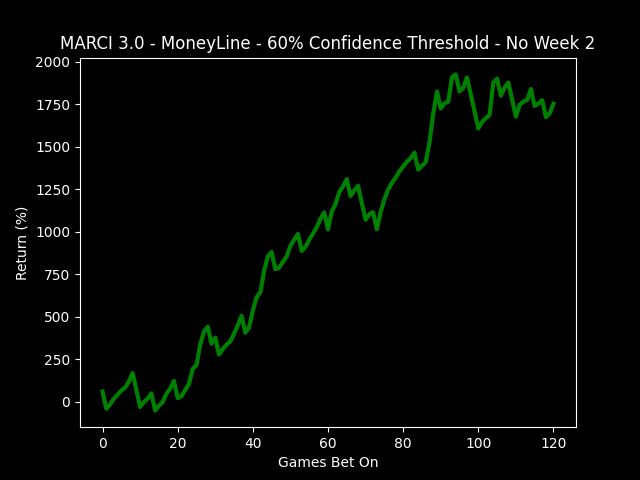 MARCI 3.0 - MoneyLine - 60% Confidence Threshold - No Week 2
2000
1750
1500
1250
1000
750
500
250
0
Return (%)
0 20 40 60 80 100 120
Games Bet On